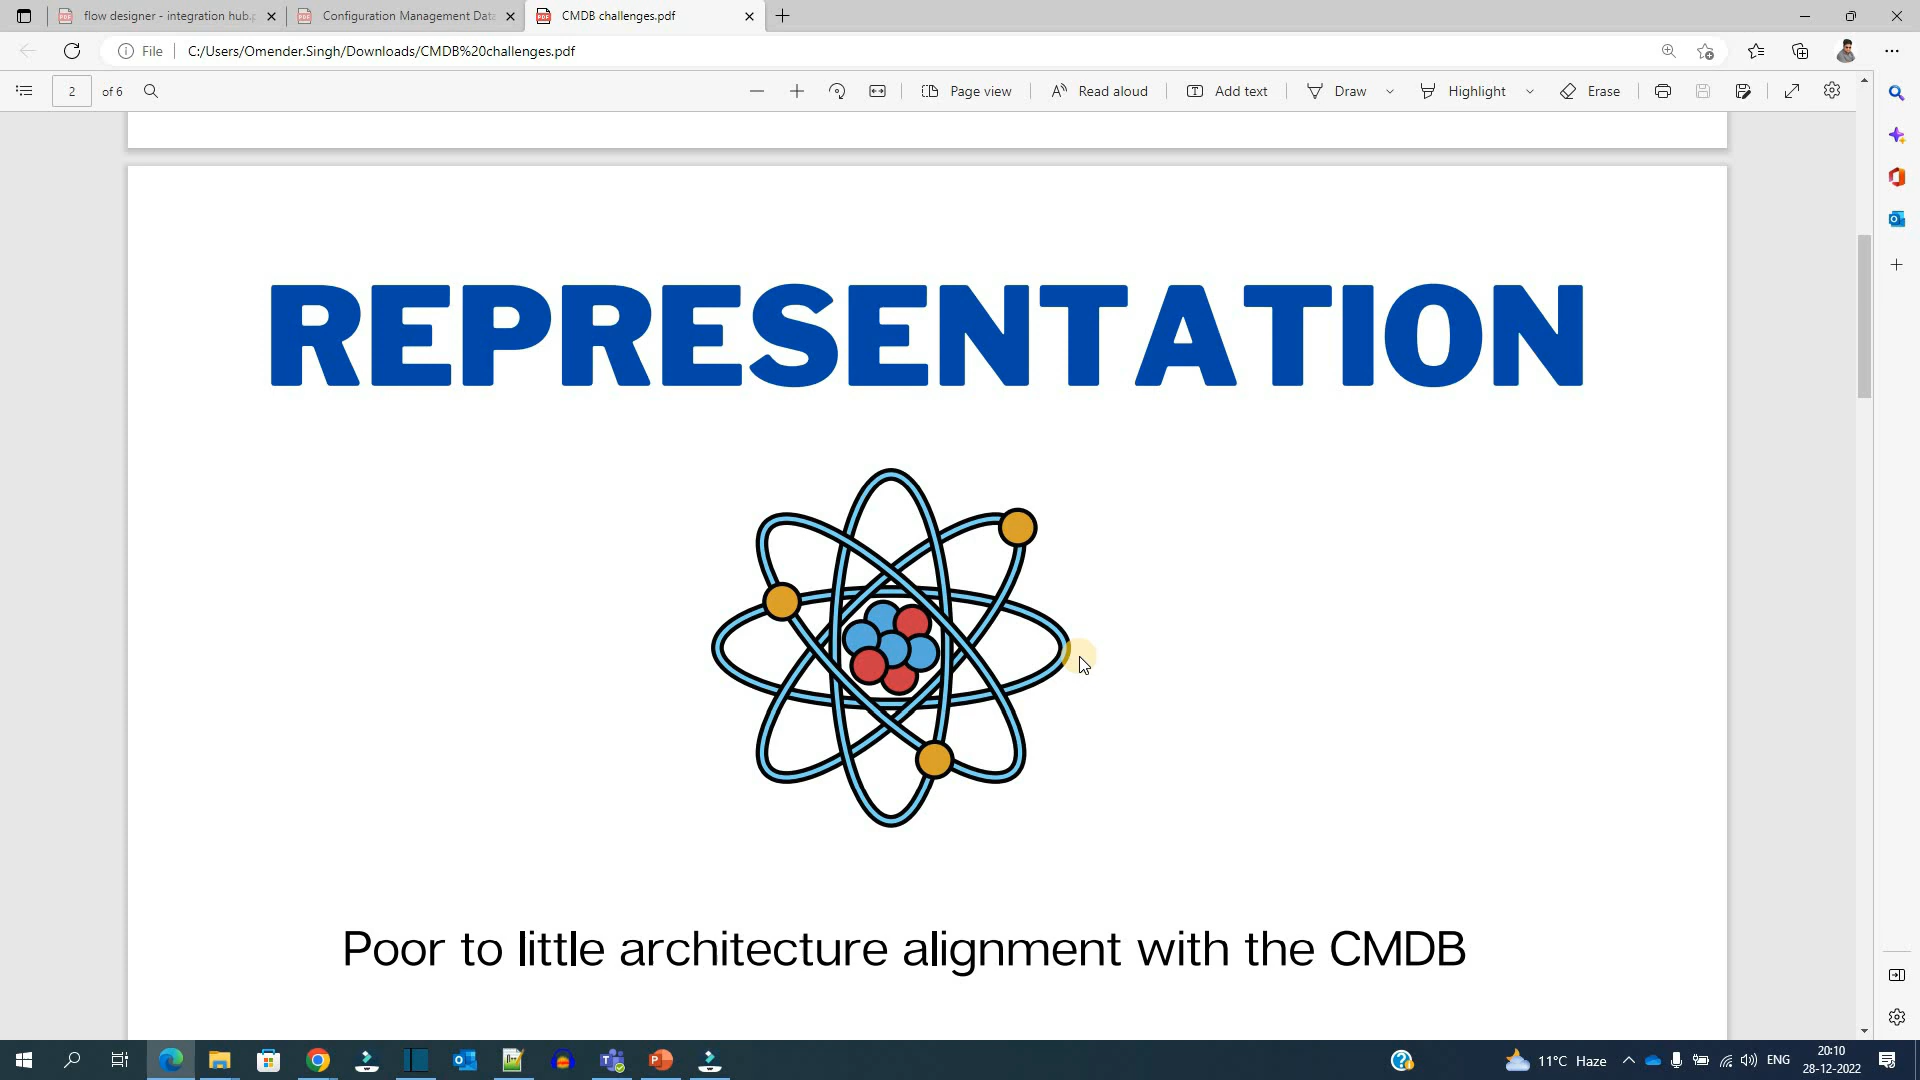 flow designer - integration hub.p
Configuration Management Data
CMDB challenges.pdf
File
C:/Users/Omender.Singh/Downloads/CMDB%20challenges.pdf
2 of 6
Page view
Read aloud
Add text
Draw
Highlight
Erase
REPRESENTATION
Poor to little architecture alignment with the CMDB
11°C Haze
ENG
20:10
28-12-2022